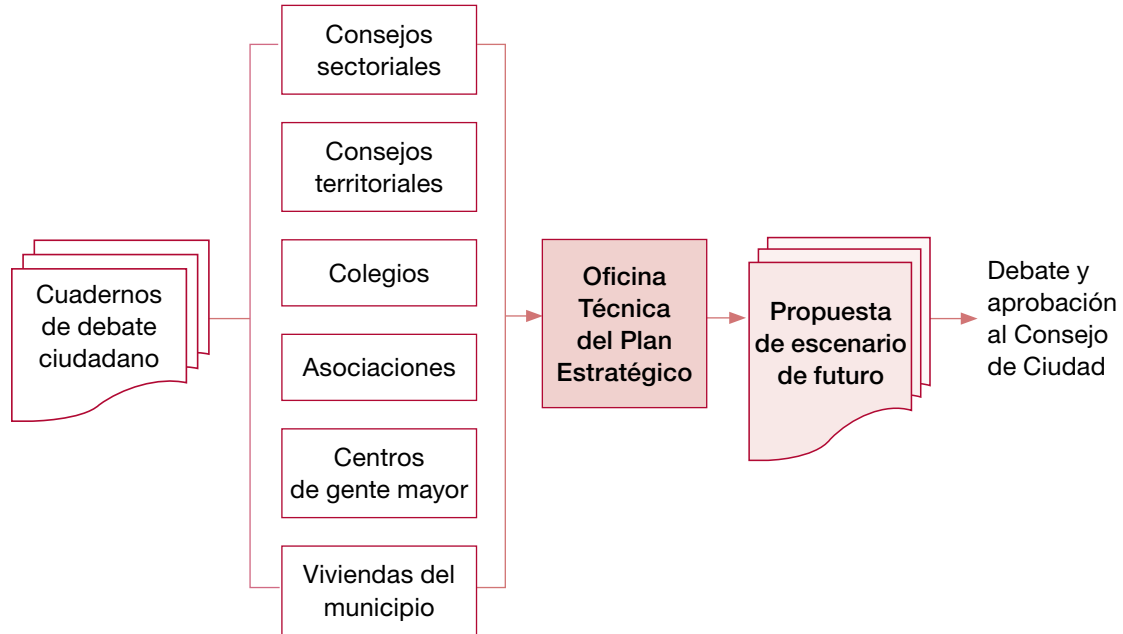 Cuadernos
de debate
ciudadano
Consejos
sectoriales
Consejos
territoriales
Colegios
Asociaciones
Centros
de gente mayor
Viviendas del
municipio
Oficina
Técnica
del Plan
Estratégico
Propuesta
de escenario
de futuro
Debate y
aprobación
al Consejo
de Ciudad